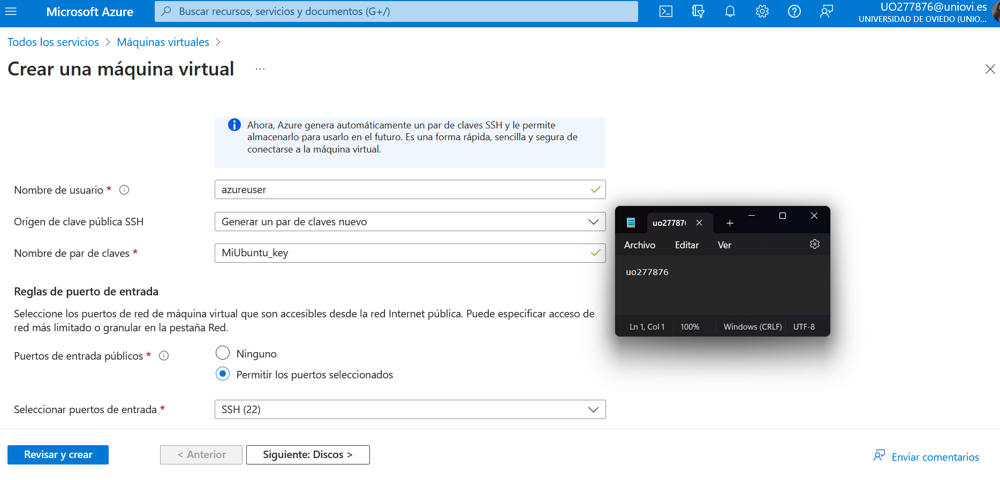 Microsoft Azure
Buscar recursos, servicios y documentos (G+/)
UO277876@uniovi.es
UNIVERSIDAD DE OVIEDO (UNIO...
Todos los servicios > Máquinas virtuales >
Crear una máquina virtual ...
Ahora, Azure genera automáticamente un par de claves SSH y le permite
almacenarlo para usarlo en el futuro. Es una forma rápida, sencilla y segura de
conectarse a la máquina virtual.
Nombre de usuario *
azureuser
Origen de clave pública SSH
Generar un par de claves nuevo
Nombre de par de claves *
MiUbuntu_key
Reglas de puerto de entrada
Seleccione los puertos de red de máquina virtual que son accesibles desde la red Internet pública. Puede especificar acceso de
red más limitado o granular en la pestaña Red.
Puertos de entrada públicos *
Ninguno
Permitir los puertos seleccionados
Seleccionar puertos de entrada *
SSH (22)
Revisar y crear
< Anterior
Siguiente: Discos >
Enviar comentarios
uo277876
Archivo Editar Ver
uo277876
Ln 1, Col 1 100% Windows (CRLF) UTF-8